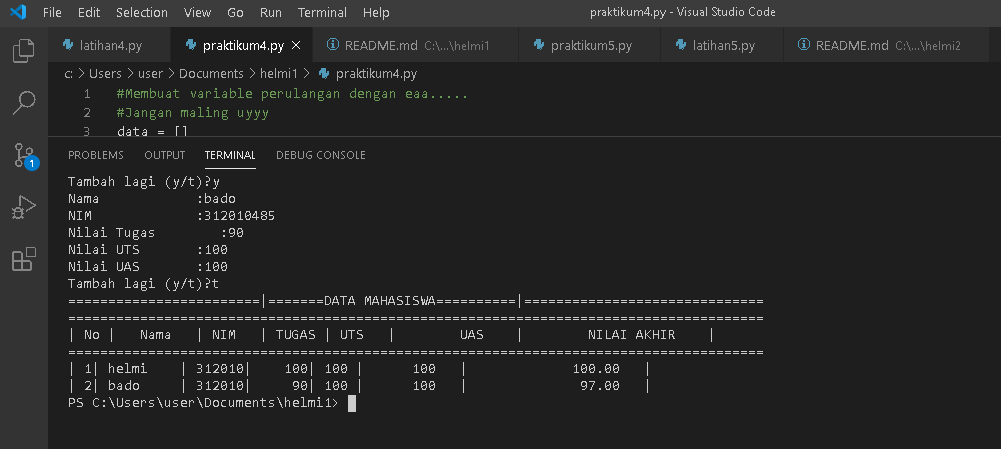 File Edit Selection View Go Run Terminal Help praktikum4.py - Visual Studio Code
latihan4.py praktikum4.py × README.md C:\...\helmi1 praktikum5.py latihan5.py README.md C:\...\helmi2
c: > Users > user > Documents > helmi1 > praktikum4.py
1 #Membuat variable perulangan dengan eaa.....
2 #Jangan maling uyyy
3 data = []
1
PROBLEMS OUTPUT TERMINAL DEBUG CONSOLE
Tambah lagi (y/t)?y
Nama            :bado
NIM             :312010485
Nilai Tugas        :90
Nilai UTS       :100
Nilai UAS       :100
Tambah lagi (y/t)?t
========================|=======DATA MAHASISWA==========|==============================
=======================================================================================
| No |   Nama   | NIM   | TUGAS | UTS   |        UAS    |        NILAI AKHIR    |
=======================================================================================
|  1| helmi    | 312010|    100| 100 |      100   |             100.00   |
|  2| bado     | 312010|     90| 100 |      100   |              97.00   |
PS C:\Users\user\Documents\helmi1>